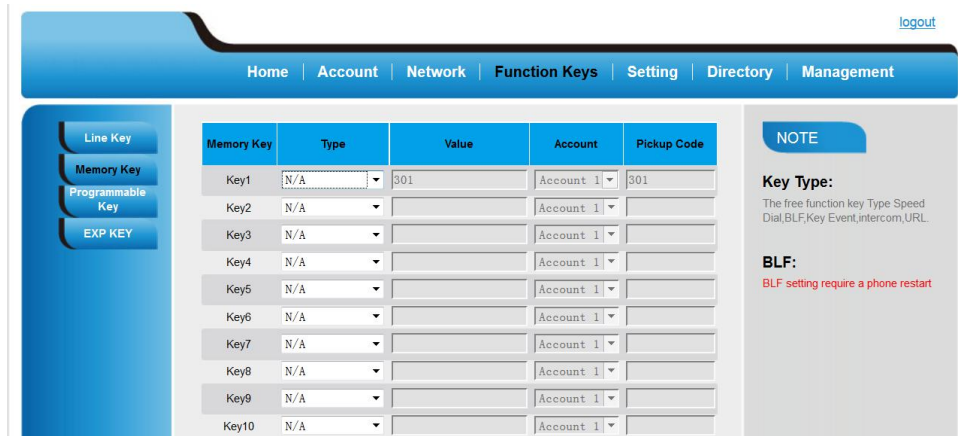 logout
Home | Account | Network | Function Keys | Setting | Directory | Management
Line Key
Memory Key
Programmable
Key
EXP KEY
Memory Key Type Value Account Pickup Code
Key1 N/A 301 Account 1 301
Key2 N/A Account 1
Key3 N/A Account 1
Key4 N/A Account 1
Key5 N/A Account 1
Key6 N/A Account 1
Key7 N/A Account 1
Key8 N/A Account 1
Key9 N/A Account 1
Key10 N/A Account 1
NOTE
Key Type:
The free function key Type Speed
Dial,BLF,Key Event,intercom,URL.
BLF:
BLF setting require a phone restart